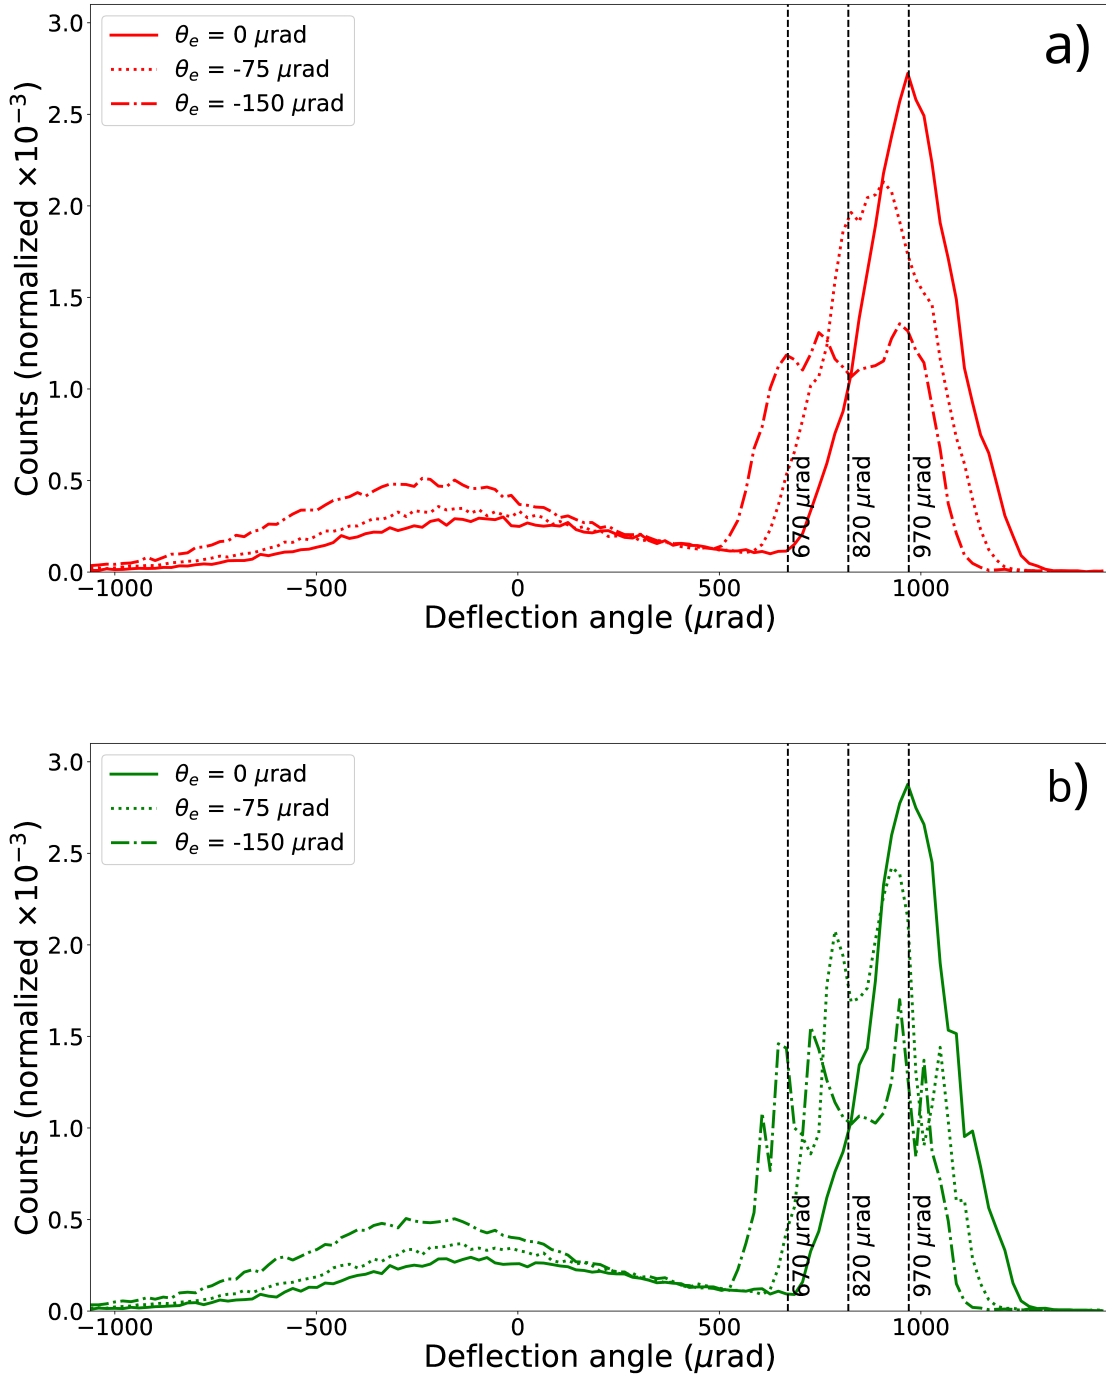 a)
θe = 0 μrad
θe = -75 μrad
θe = -150 μrad
3.0
2.5
2.0
1.5
1.0
0.5
0.0
Counts (normalized ×10−3)
670 μrad
820 μrad
970 μrad
−1000
−500
0
500
1000
Deflection angle (μrad)
b)
θe = 0 μrad
θe = -75 μrad
θe = -150 μrad
3.0
2.5
2.0
1.5
1.0
0.5
0.0
Counts (normalized ×10−3)
670 μrad
820 μrad
970 μrad
−1000
−500
0
500
1000
Deflection angle (μrad)